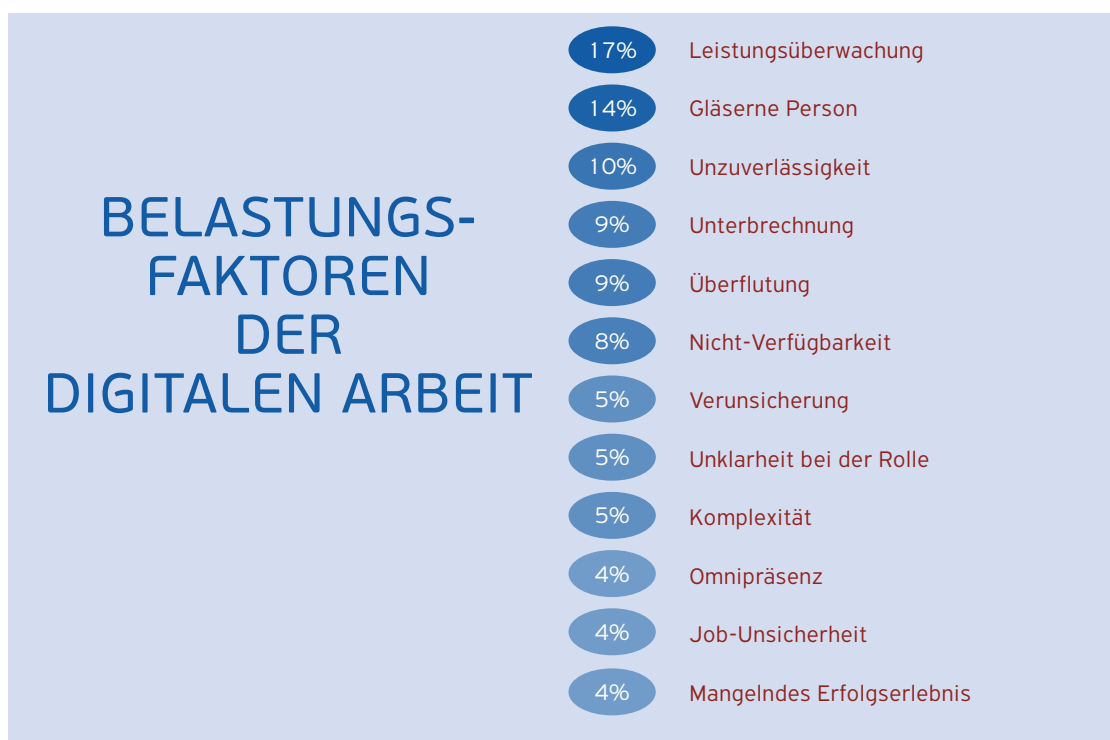 BELASTUNGS-
FAKTOREN
DER
DIGITALEN ARBEIT
17% Leistungsüberwachung
14% Gläserne Person
10% Unzuverlässigkeit
9% Unterbrechnung
9% Überflutung
8% Nicht-Verfügbarkeit
5% Verunsicherung
5% Unklarheit bei der Rolle
5% Komplexität
4% Omnipräsenz
4% Job-Unsicherheit
4% Mangelndes Erfolgserlebnis